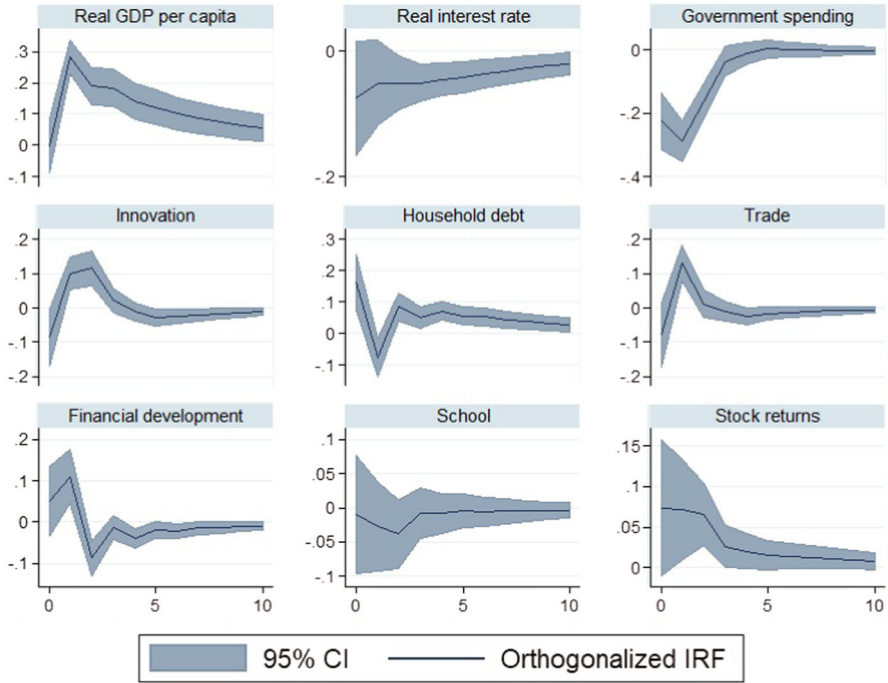 Real GDP per capita
.3
.2
.1
0
-.1
Real interest rate
0
-.2
Government spending
0
-.2
-.4
Innovation
.2
.1
0
-.1
-.2
Household debt
.3
.2
.1
0
-.1
Trade
.2
.1
0
-.1
-.2
Financial development
.2
.1
0
-.1
0 5 10
School
.1
.05
0
-.05
-.1
0 5 10
Stock returns
.15
.1
.05
0
0 5 10
95% CI Orthogonalized IRF